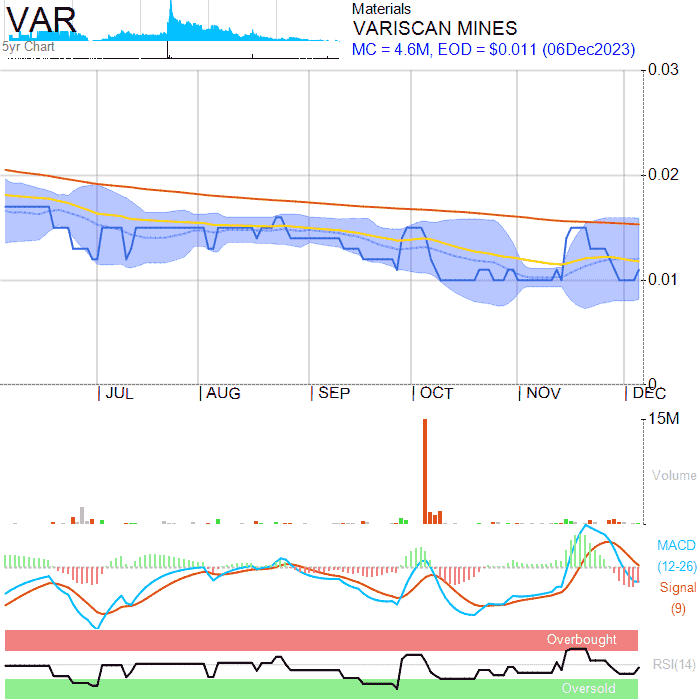 VAR
5yr Chart
Materials
VARISCAN MINES
MC = 4.6M, EOD = $0.011 (06Dec2023)
0.03
0.02
0.01
0
JUL AUG SEP OCT NOV DEC
15M
Volume
MACD
(12-26)
Signal
(9)
Overbought
RSI(14)
Oversold